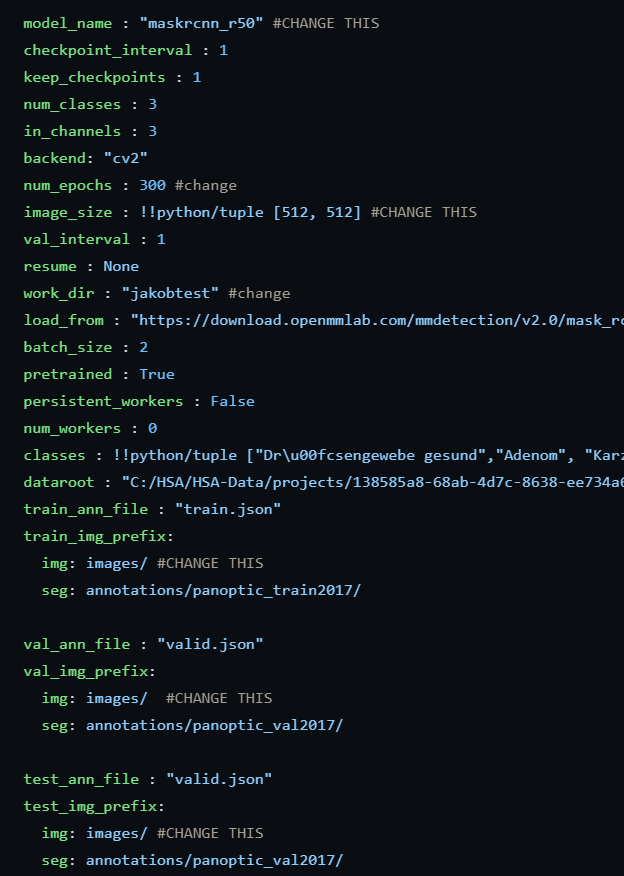 model_name : "maskrcnn_r50" #CHANGE THIS
checkpoint_interval : 1
keep_checkpoints : 1
num_classes : 3
in_channels : 3
backend: "cv2"
num_epochs : 300 #change
image_size : !!python/tuple [512, 512] #CHANGE THIS
val_interval : 1
resume : None
work_dir : "jakobtest" #change
load_from : "https://download.openmmlab.com/mmdetection/v2.0/mask_rc
batch_size : 2
pretrained : True
persistent_workers : False
num_workers : 0
classes : !!python/tuple ["Dr\u00fcsengewebe gesund","Adenom", "Karz
dataroot : "C:/HSA/HSA-Data/projects/138585a8-68ab-4d7c-8638-ee734a6
train_ann_file : "train.json"
train_img_prefix:
  img: images/ #CHANGE THIS
  seg: annotations/panoptic_train2017/
val_ann_file : "valid.json"
val_img_prefix:
  img: images/  #CHANGE THIS
  seg: annotations/panoptic_val2017/
test_ann_file : "valid.json"
test_img_prefix:
  img: images/ #CHANGE THIS
  seg: annotations/panoptic_val2017/